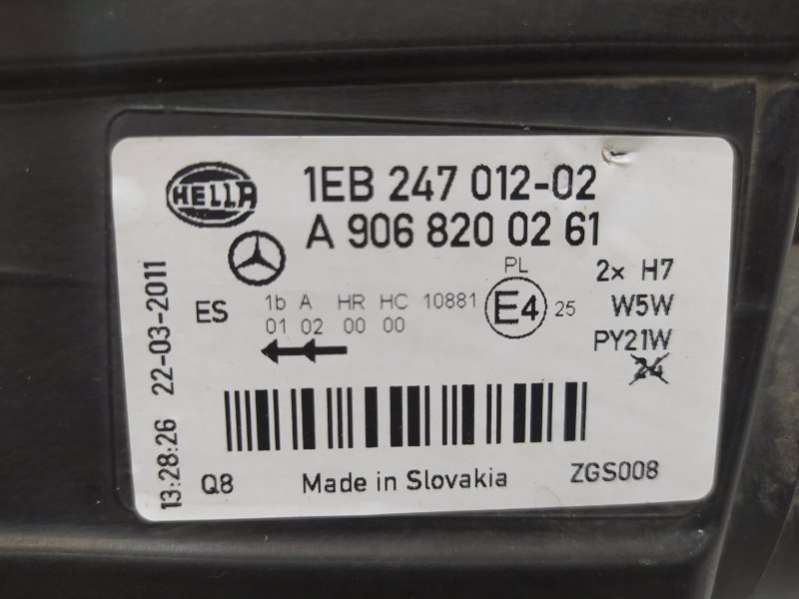 HELLA
1EB 247 012-02
A 906 820 02 61
ES
1b A HR HC 10881
01 02 00 00
PL
E4
25
2x H7
W5W
PY21W
24
13:28:26 22-03-2011
Q8
Made in Slovakia
ZGS008